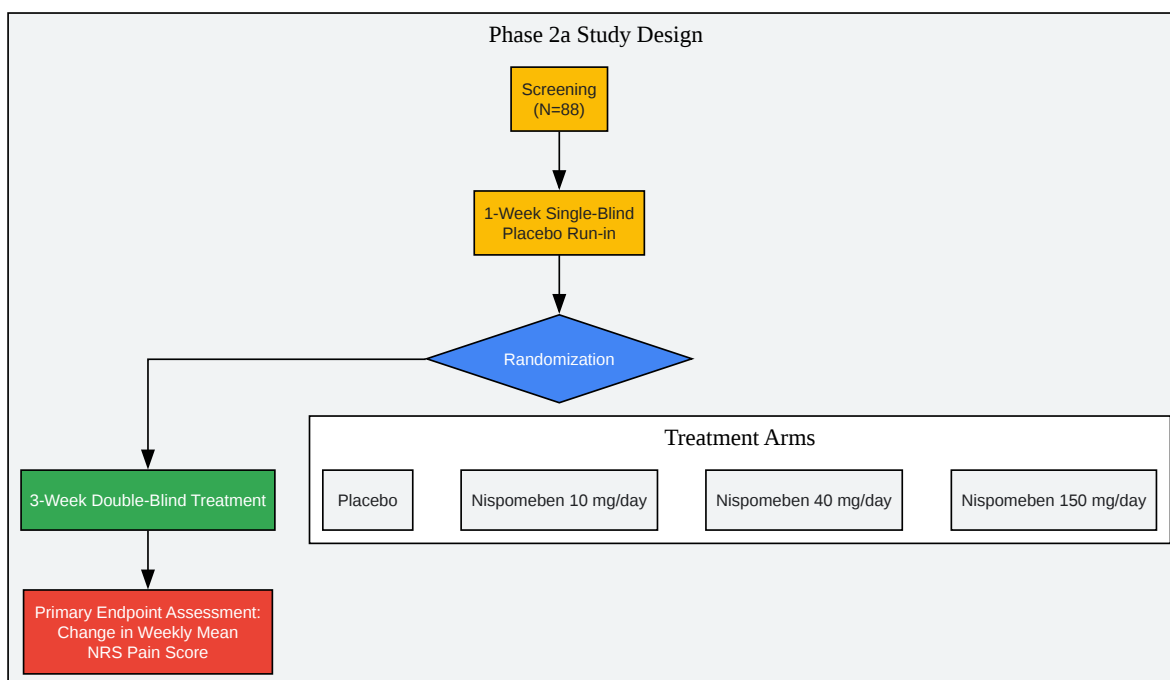 Phase 2a Study Design
Screening
(N=88)
1-Week Single-Blind
Placebo Run-in
Randomization
Treatment Arms
3-Week Double-Blind Treatment
Placebo
Nispomeben 10 mg/day
Nispomeben 40 mg/day
Nispomeben 150 mg/day
Primary Endpoint Assessment:
Change in Weekly Mean
NRS Pain Score